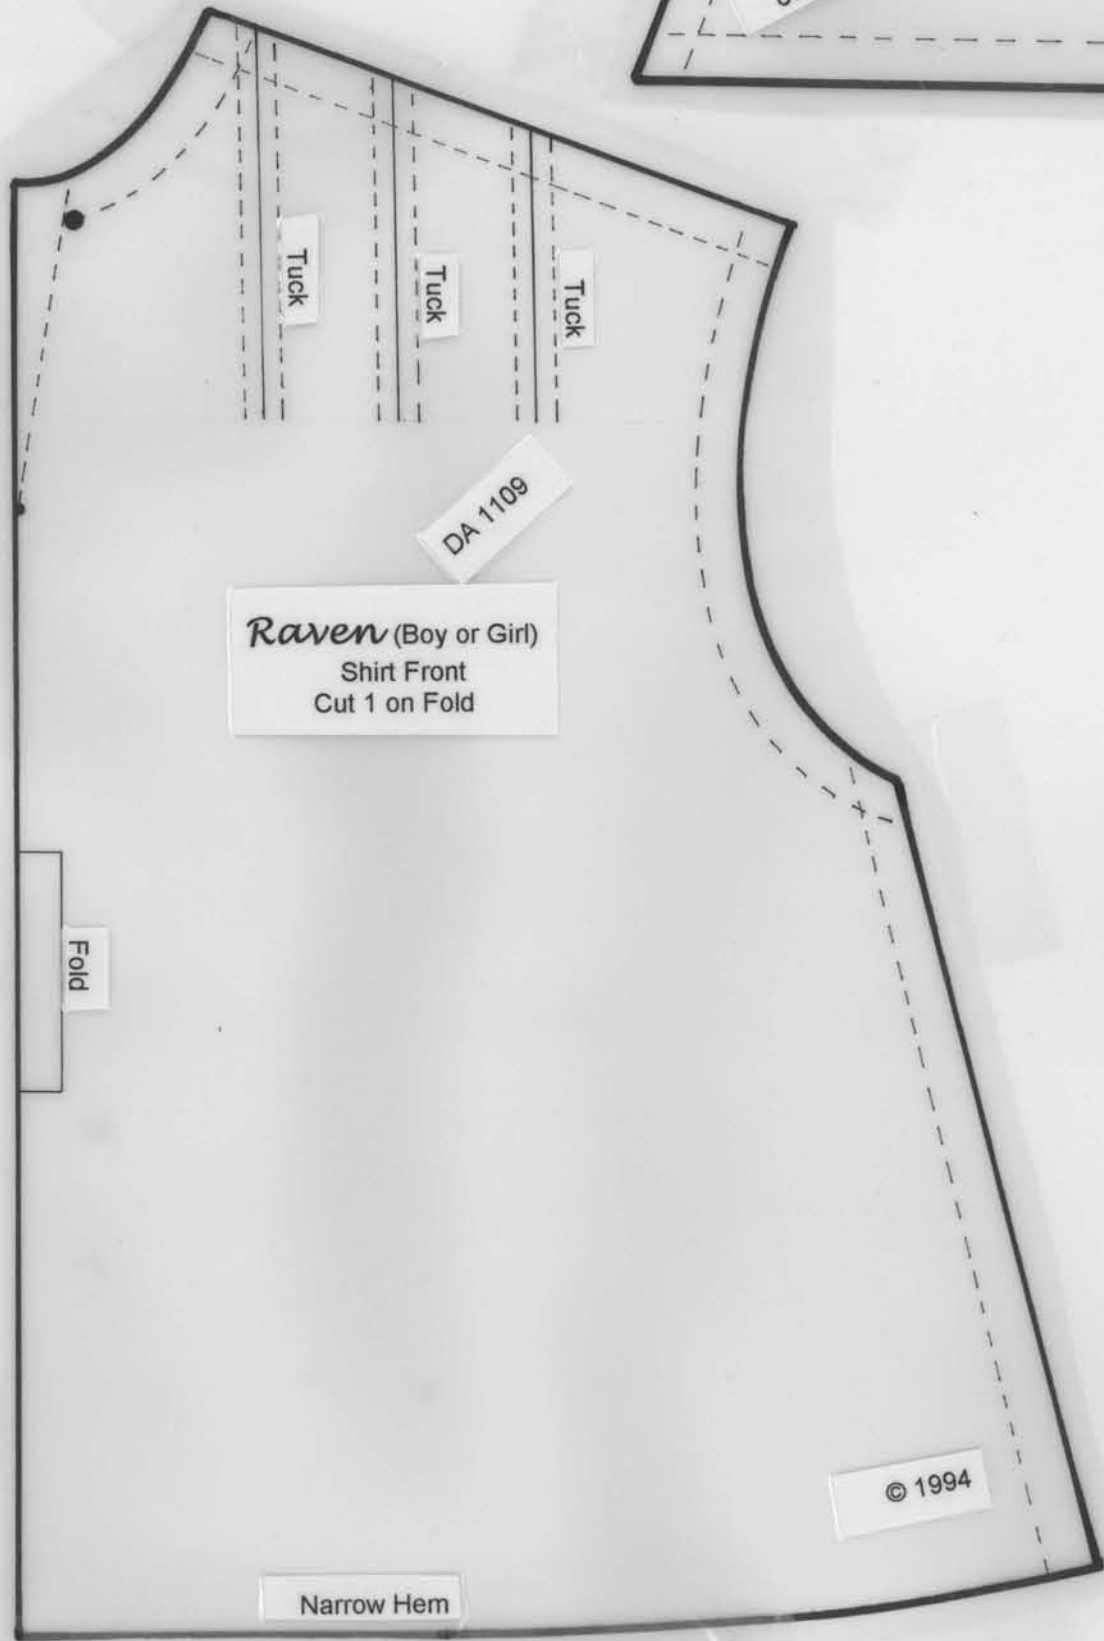 Tuck
Tuck
Tuck
DA 1109
Raven (Boy or Girl)
Shirt Front
Cut 1 on Fold
Fold
© 1994
Narrow Hem